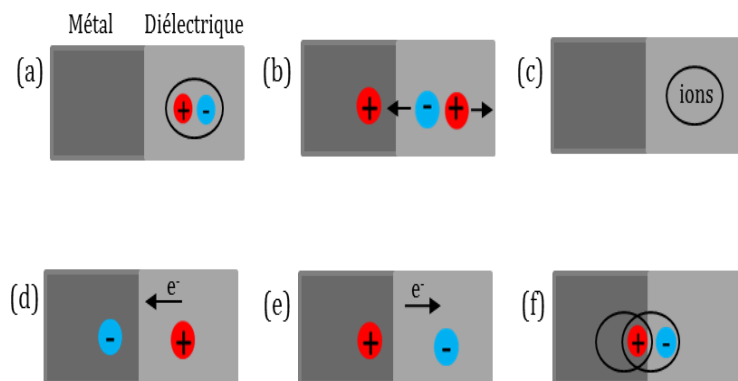 Métal Diélectrique
(a) + -
(b) + - +
(c) ions
(d) e- - +
(e) e- + -
(f) + -